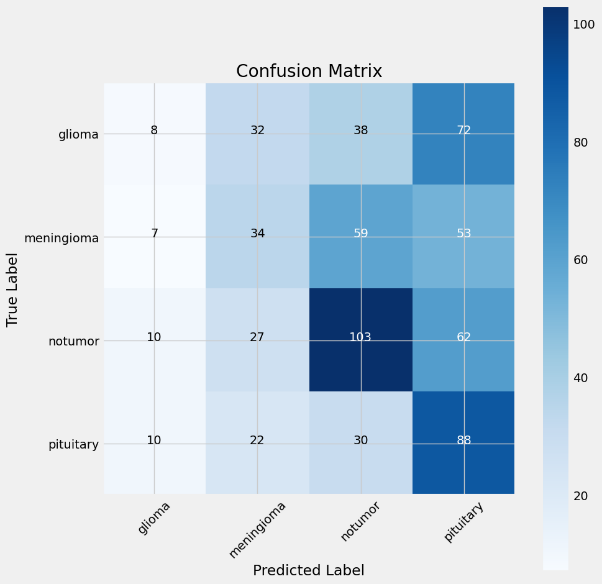 Confusion Matrix
True Label
glioma 8 32 38 72
meningioma 7 34 59 53
notumor 10 27 103 62
pituitary 10 22 30 88
glioma meningioma notumor pituitary
Predicted Label
100
80
60
40
20